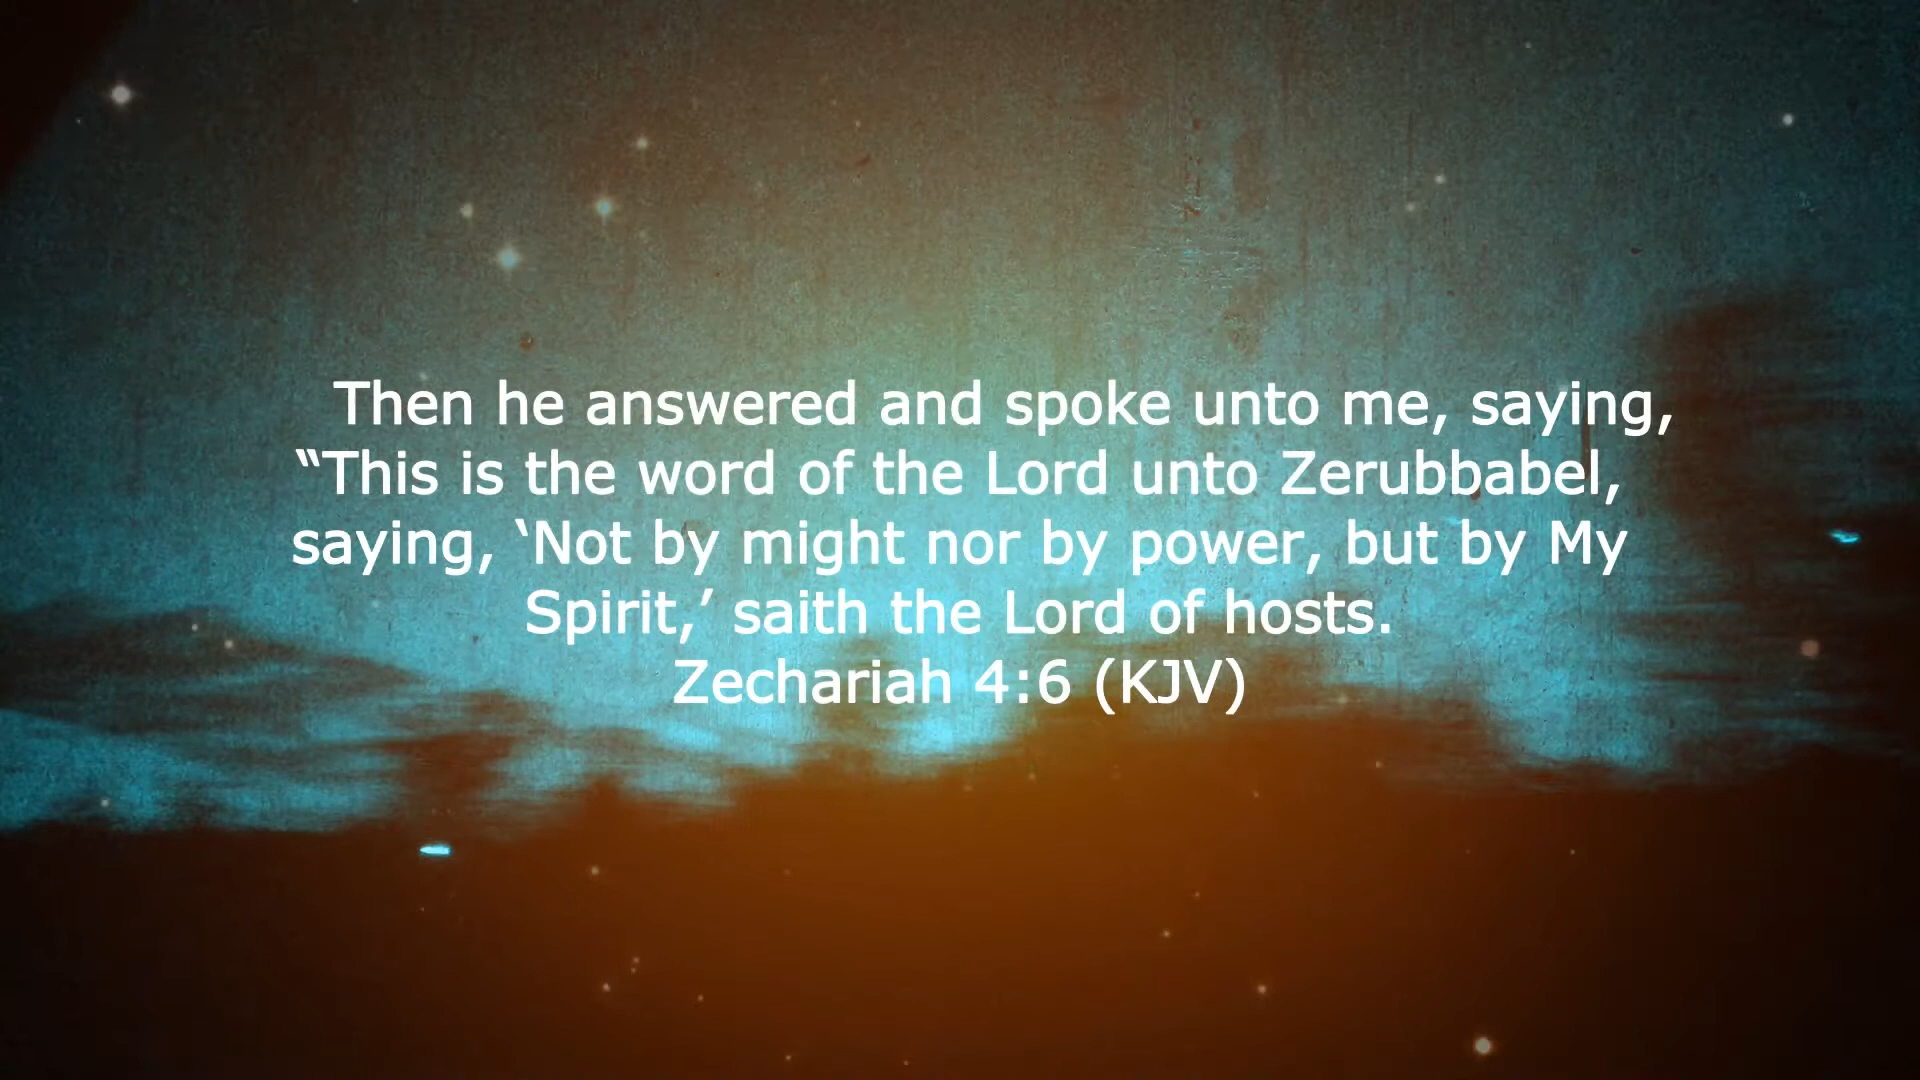 Then he answered and spoke unto me, saying,
“This is the word of the Lord unto Zerubbabel,
saying, ‘Not by might nor by power, but by My
Spirit,’ saith the Lord of hosts.
Zechariah 4:6 (KJV)